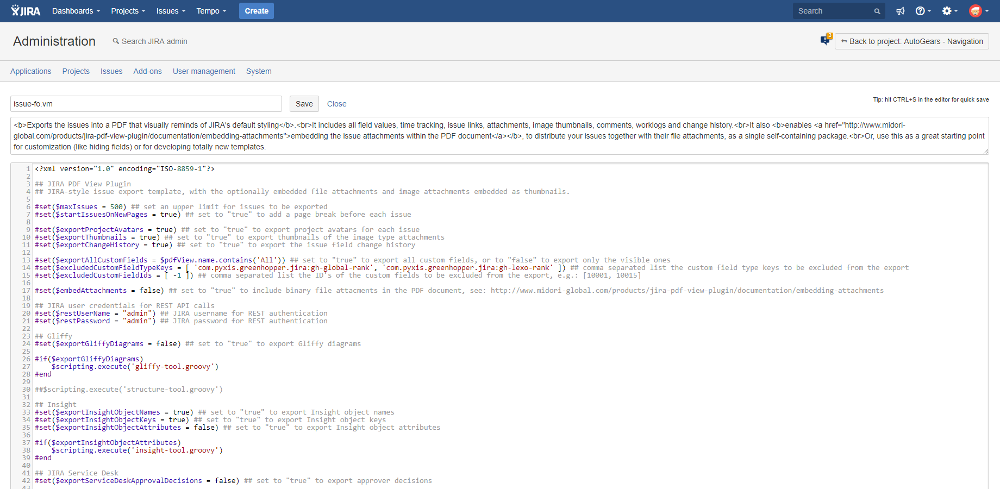 JIRA Dashboards Projects Issues Tempo Create Search
Administration Search JIRA admin 3 Back to project: AutoGears - Navigation
Applications Projects Issues Add-ons User management System
issue-fo.vm Save Close Tip: hit CTRL+S in the editor for quick save
<b>Exports the issues into a PDF that visually reminds of JIRA's default styling</b>.<br>It includes all field values, time tracking, issue links, attachments, image thumbnails, comments, worklogs and change history.<br>It also <b>enables <a href="http://www.midori-
global.com/products/jira-pdf-view-plugin/documentation/embedding-attachments">embedding the issue attachments within the PDF document</a></b>, to distribute your issues together with their file attachments, as a single self-containing package.<br>Or, use this as a great starting point
for customization (like hiding fields) or for developing totally new templates.
1 <?xml version="1.0" encoding="ISO-8859-1"?>
2
3 ## JIRA PDF View Plugin
4 ## JIRA-style issue export template, with the optionally embedded file attachments and image attachments embedded as thumbnails.
5
6 #set($maxIssues = 500) ## set an upper limit for issues to be exported
7 #set($startIssuesOnNewPages = true) ## set to "true" to add a page break before each issue
8
9 #set($exportProjectAvatars = true) ## set to "true" to export project avatars for each issue
10 #set($exportThumbnails = true) ## set to "true" to export thumbnails of the image type attachments
11 #set($exportChangeHistory = true) ## set to "true" to export the issue field change history
12
13 #set($exportAllCustomFields = $pdfView.name.contains('All')) ## set to "true" to export all custom fields, or to "false" to export only the visible ones
14 #set($excludedCustomFieldTypeKeys = [ 'com.pyxis.greenhopper.jira:gh-global-rank', 'com.pyxis.greenhopper.jira:gh-lexo-rank' ]) ## comma separated list the custom field type keys to be excluded from the export
15 #set($excludedCustomFieldIds = [ -1 ]) ## comma separated list the ID's of the custom fields to be excluded from the export, e.g.: [10001, 10015]
16
17 #set($embedAttachments = false) ## set to "true" to include binary file attacments in the PDF document, see: http://www.midori-global.com/products/jira-pdf-view-plugin/documentation/embedding-attachments
18
19 ## JIRA user credentials for REST API calls
20 #set($restUserName = "admin") ## JIRA username for REST authentication
21 #set($restPassword = "admin") ## JIRA password for REST authentication
22
23 ## Gliffy
24 #set($exportGliffyDiagrams = false) ## set to "true" to export Gliffy diagrams
25
26 #if($exportGliffyDiagrams)
27 $scripting.execute('gliffy-tool.groovy')
28 #end
29
30 ##$scripting.execute('structure-tool.groovy')
31
32 ## Insight
33 #set($exportInsightObjectNames = true) ## set to "true" to export Insight object names
34 #set($exportInsightObjectKeys = true) ## set to "true" to export Insight object keys
35 #set($exportInsightObjectAttributes = false) ## set to "true" to export Insight object attributes
36
37 #if($exportInsightObjectAttributes)
38 $scripting.execute('insight-tool.groovy')
39 #end
40
41 ## JIRA Service Desk
42 #set($exportServiceDeskApprovalDecisions = false) ## set to "true" to export approver decisions
43